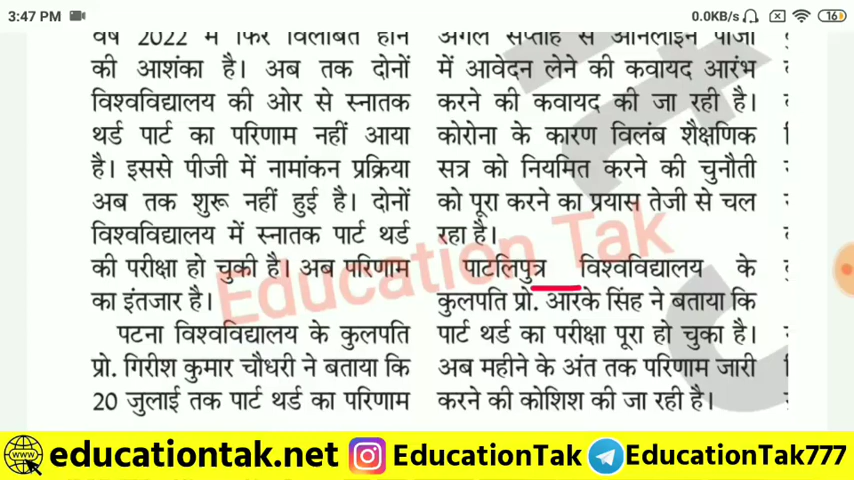 3:47 PM
0.0KB/s
16
वर्ष 2022 में फिर विलंबित होने
की आशंका है। अब तक दोनों
विश्वविद्यालय की ओर से स्नातक
थर्ड पार्ट का परिणाम नहीं आया
है। इससे पीजी में नामांकन प्रक्रिया
अब तक शुरू नहीं हुई है। दोनों
विश्वविद्यालय में स्नातक पार्ट थर्ड
की परीक्षा हो चुकी है। अब परिणाम
का इंतजार है।
पटना विश्वविद्यालय के कुलपति
प्रो. गिरीश कुमार चौधरी ने बताया कि
20 जुलाई तक पार्ट थर्ड का परिणाम
अगले सप्ताह से ऑनलाइन पीजी
में आवेदन लेने की कवायद आरंभ
करने की कवायद की जा रही है।
कोरोना के कारण विलंब शैक्षणिक
सत्र को नियमित करने की चुनौती
को पूरा करने का प्रयास तेजी से चल
रहा है।
पाटलिपुत्र विश्वविद्यालय के
कुलपति प्रो. आरके सिंह ने बताया कि
पार्ट थर्ड का परीक्षा पूरा हो चुका है।
अब महीने के अंत तक परिणाम जारी
करने की कोशिश की जा रही है।
Education Tak
www
educationtak.net
EducationTak
EducationTak777